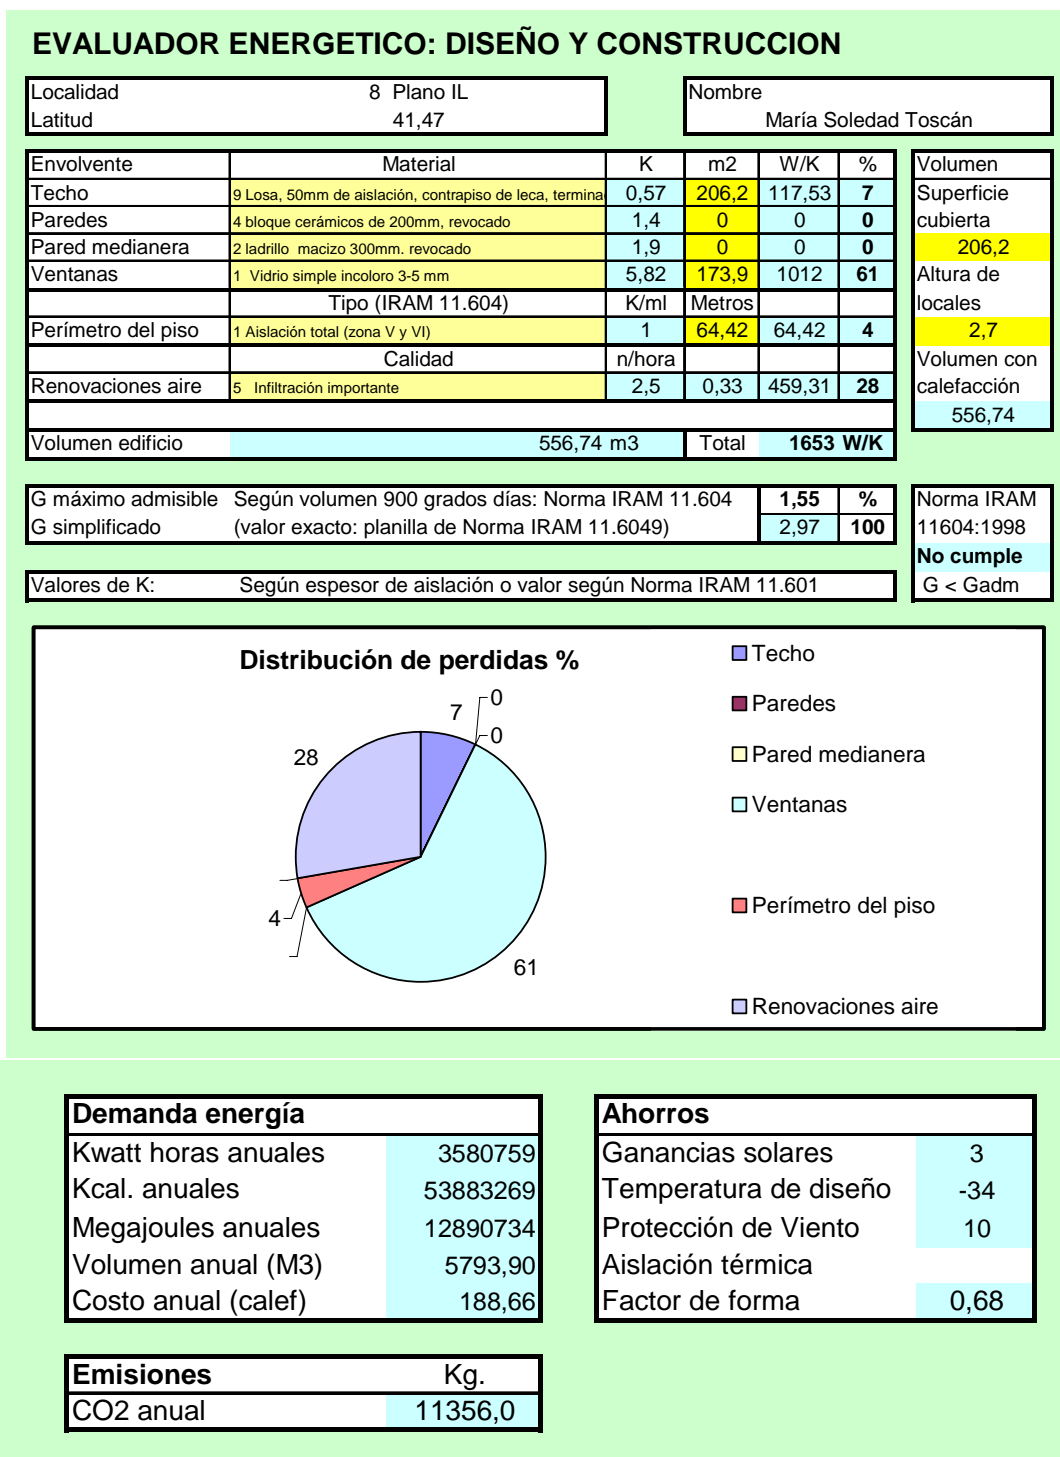 EVALUADOR ENERGETICO: DISEÑO Y CONSTRUCCION
Localidad 8 Plano IL Nombre
Latitud 41,47 María Soledad Toscán
Envolvente Material K m2 W/K % Volumen
Techo 9 Losa, 50mm de aislación, contrapiso de leca, termina 0,57 206,2 117,53 7 Superficie
Paredes 4 bloque cerámicos de 200mm, revocado 1,4 0 0 0 cubierta
Pared medianera 2 ladrillo macizo 300mm. revocado 1,9 0 0 0 206,2
Ventanas 1 Vidrio simple incoloro 3-5 mm 5,82 173,9 1012 61 Altura de
Tipo (IRAM 11.604) K/ml Metros locales
Perímetro del piso 1 Aislación total (zona V y VI) 1 64,42 64,42 4 2,7
Calidad n/hora Volumen con
Renovaciones aire 5 Infiltración importante 2,5 0,33 459,31 28 calefacción
556,74
Volumen edificio 556,74 m3 Total 1653 W/K
G máximo admisible Según volumen 900 grados días: Norma IRAM 11.604 1,55 % Norma IRAM
G simplificado (valor exacto: planilla de Norma IRAM 11.6049) 2,97 100 11604:1998
No cumple
Valores de K: Según espesor de aislación o valor según Norma IRAM 11.601 G < Gadm
Distribución de perdidas %
7
0
0
28
4
61
Techo
Paredes
Pared medianera
Ventanas
Perímetro del piso
Renovaciones aire
Demanda energía
Kwatt horas anuales 3580759
Kcal. anuales 53883269
Megajoules anuales 12890734
Volumen anual (M3) 5793,90
Costo anual (calef) 188,66
Ahorros
Ganancias solares 3
Temperatura de diseño -34
Protección de Viento 10
Aislación térmica
Factor de forma 0,68
Emisiones Kg.
CO2 anual 11356,0